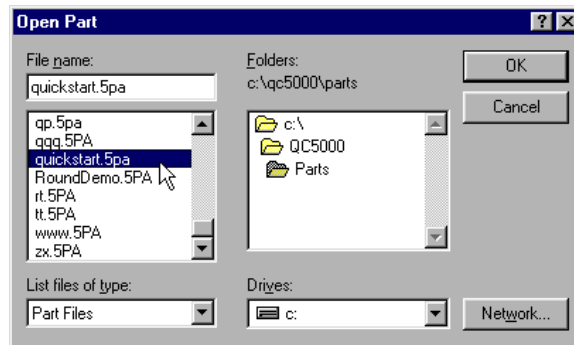 Open Part
File name:
quickstart.5pa
qp.5pa
qqq.5PA
quickstart.5pa
RoundDemo.5PA
rt.5PA
tt.5PA
www.5PA
zx.5PA
List files of type:
Part Files
Folders:
c:\qc5000\parts
c:\
QC5000
Parts
Drives:
c:
OK
Cancel
Network...